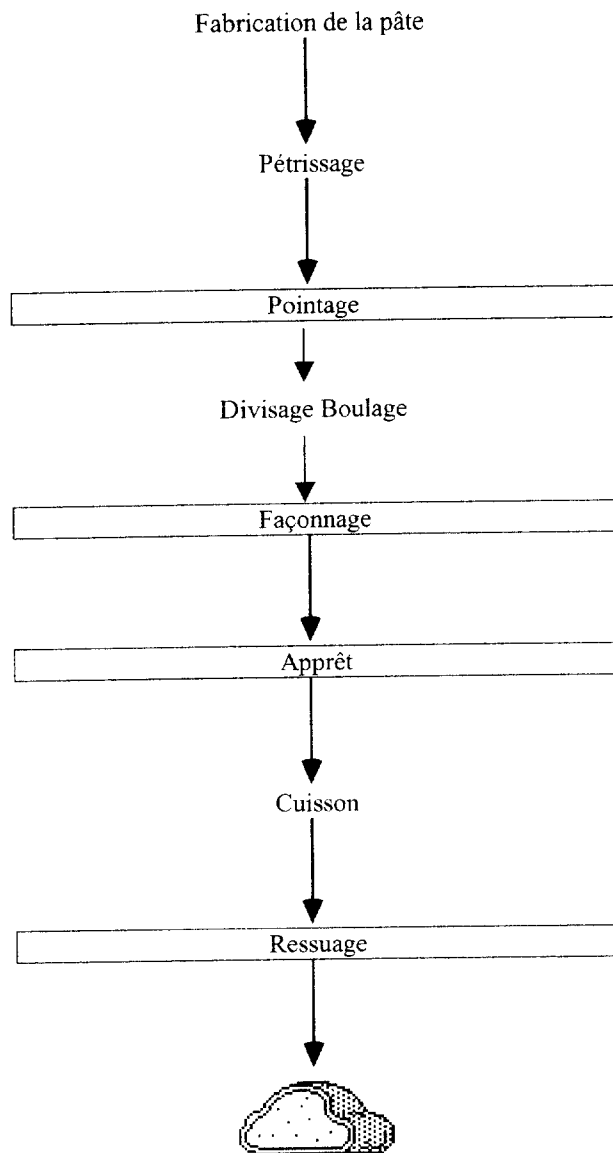 Fabrication de la pâte
Pétrissage
Pointage
Divisage Boulage
Façonnage
Apprêt
Cuisson
Ressuage